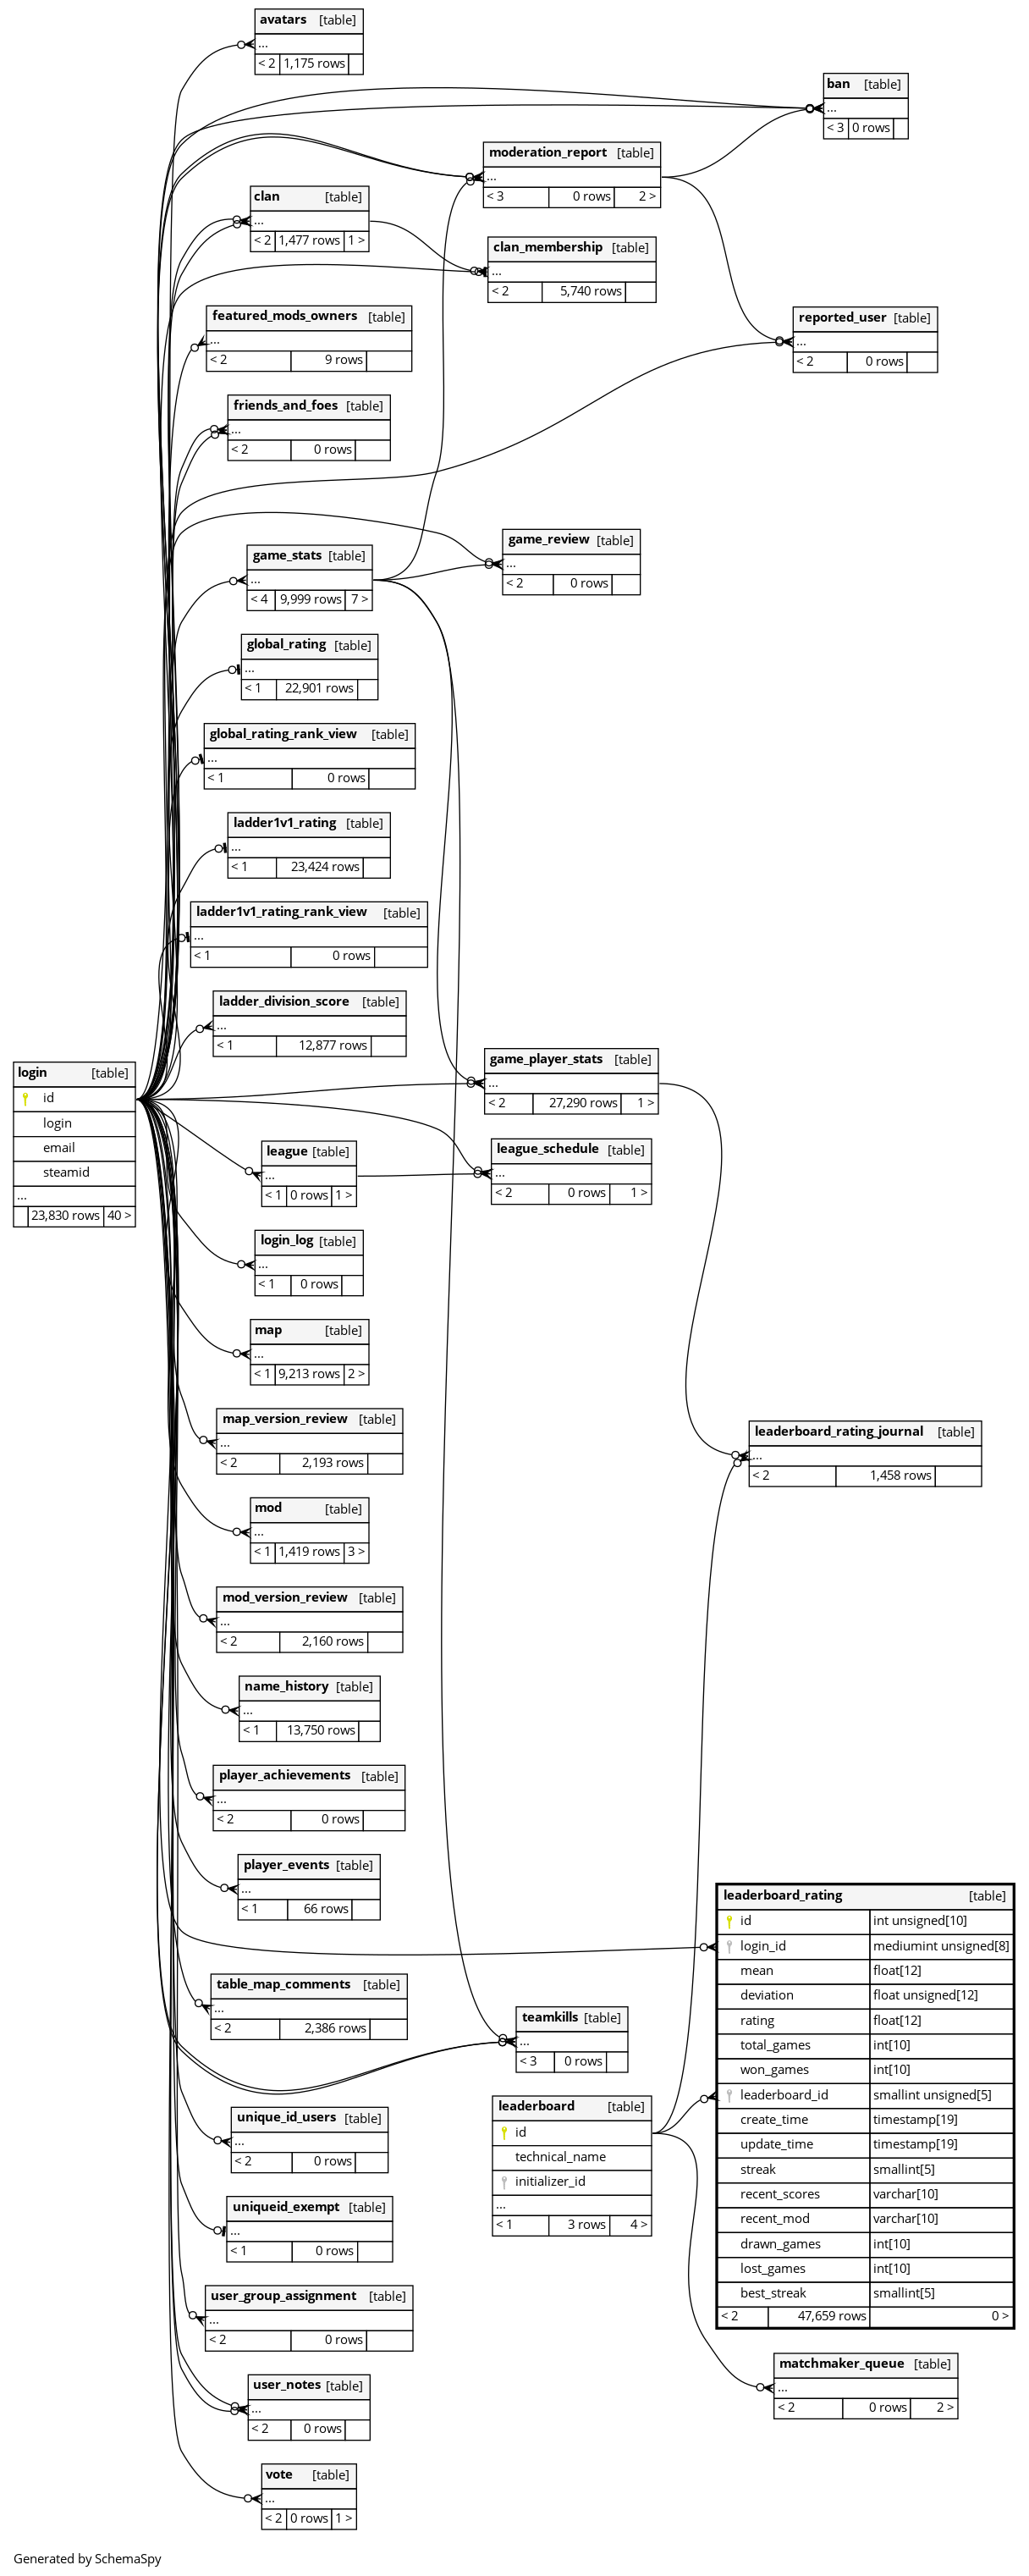 avatars [table]
...
< 2 1,175 rows
ban [table]
...
< 3 0 rows
moderation_report [table]
...
< 3 0 rows 2 >
clan [table]
...
< 2 1,477 rows 1 >
clan_membership [table]
...
< 2 5,740 rows
featured_mods_owners [table]
...
< 2 9 rows
reported_user [table]
...
< 2 0 rows
friends_and_foes [table]
...
< 2 0 rows
game_review [table]
...
< 2 0 rows
game_stats [table]
...
< 4 9,999 rows 7 >
global_rating [table]
...
< 1 22,901 rows
global_rating_rank_view [table]
...
< 1 0 rows
ladder1v1_rating [table]
...
< 1 23,424 rows
ladder1v1_rating_rank_view [table]
...
< 1 0 rows
ladder_division_score [table]
...
< 1 12,877 rows
login [table]
id
login
email
steamid
...
23,830 rows 40 >
game_player_stats [table]
...
< 2 27,290 rows 1 >
league [table]
...
< 1 0 rows 1 >
league_schedule [table]
...
< 2 0 rows 1 >
login_log [table]
...
< 1 0 rows
map [table]
...
< 1 9,213 rows 2 >
map_version_review [table]
...
< 2 2,193 rows
leaderboard_rating_journal [table]
...
< 2 1,458 rows
mod [table]
...
< 1 1,419 rows 3 >
mod_version_review [table]
...
< 2 2,160 rows
name_history [table]
...
< 1 13,750 rows
player_achievements [table]
...
< 2 0 rows
player_events [table]
...
< 1 66 rows
leaderboard_rating [table]
id int unsigned[10]
login_id mediumint unsigned[8]
mean float[12]
deviation float unsigned[12]
rating float[12]
total_games int[10]
won_games int[10]
leaderboard_id smallint unsigned[5]
create_time timestamp[19]
update_time timestamp[19]
streak smallint[5]
recent_scores varchar[10]
recent_mod varchar[10]
drawn_games int[10]
lost_games int[10]
best_streak smallint[5]
< 2 47,659 rows 0 >
table_map_comments [table]
...
< 2 2,386 rows
teamkills [table]
...
< 3 0 rows
leaderboard [table]
id
technical_name
initializer_id
...
< 1 3 rows 4 >
unique_id_users [table]
...
< 2 0 rows
uniqueid_exempt [table]
...
< 1 0 rows
user_group_assignment [table]
...
< 2 0 rows
matchmaker_queue [table]
...
< 2 0 rows 2 >
user_notes [table]
...
< 2 0 rows
vote [table]
...
< 2 0 rows 1 >
Generated by SchemaSpy